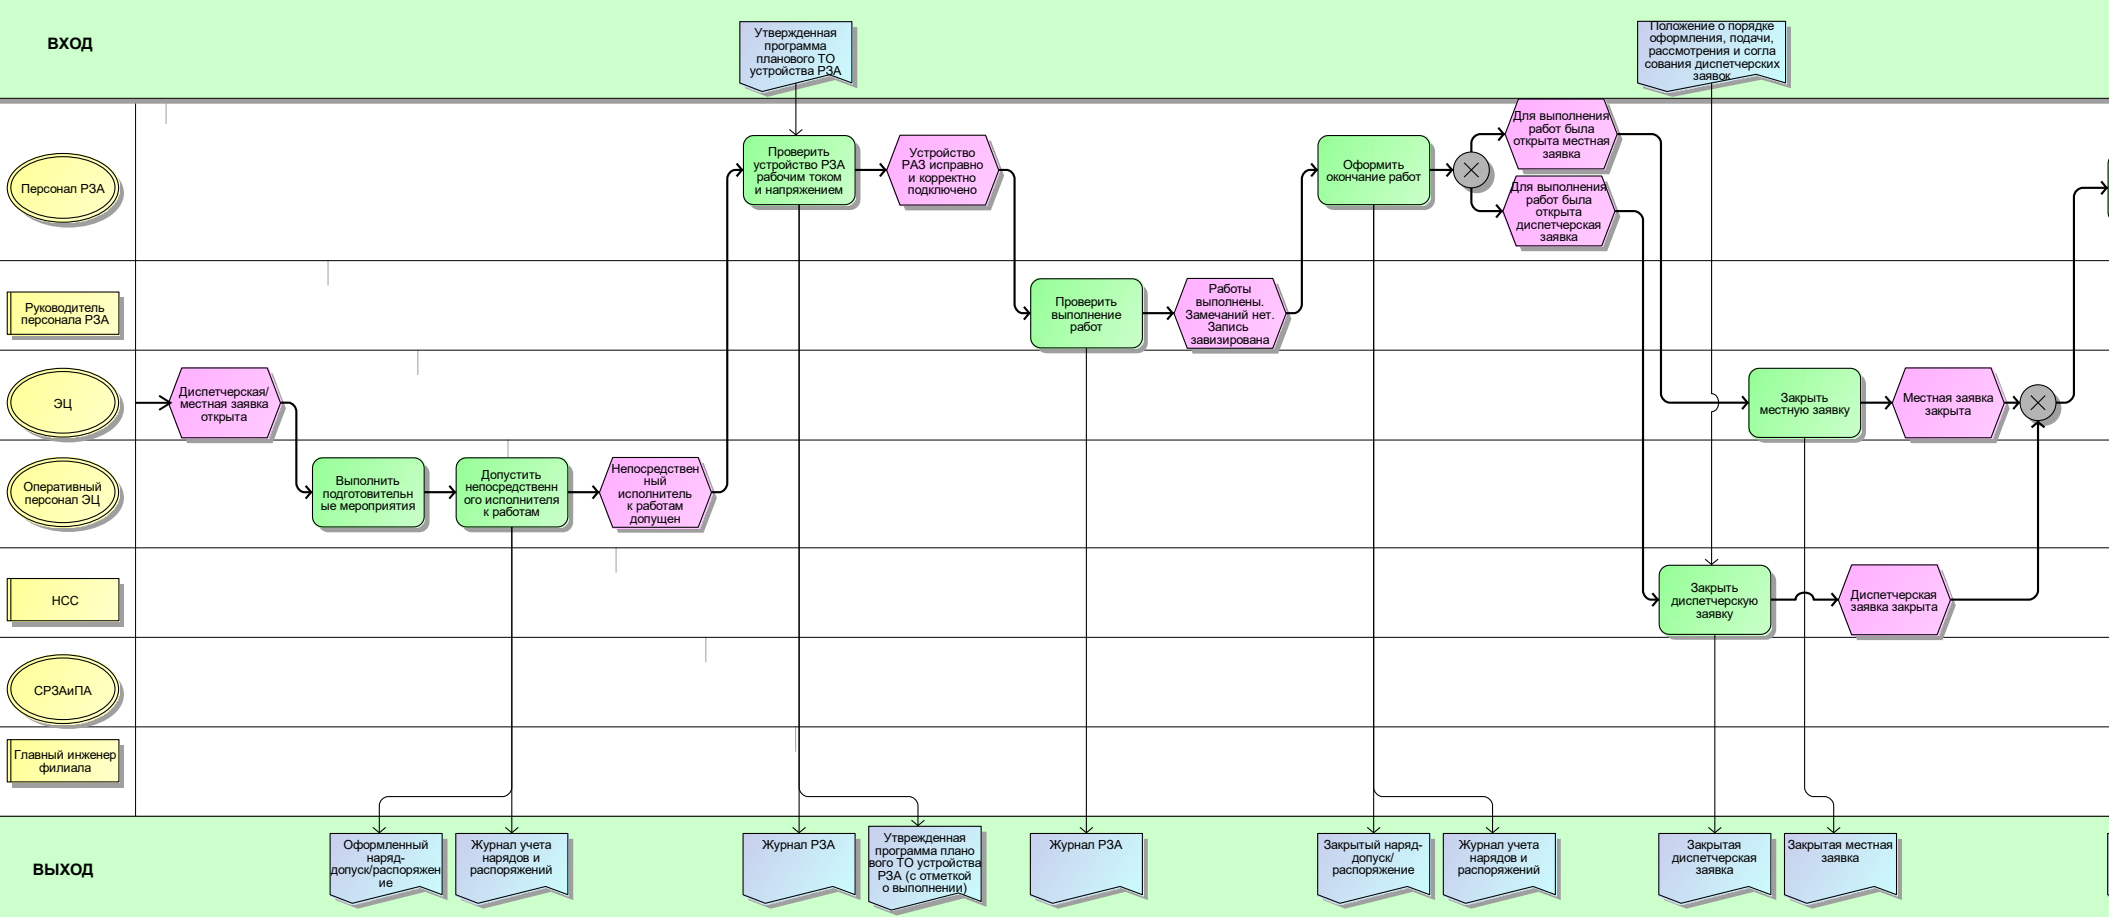 ВХОД
Утвержденная
программа
планового ТО
устройства РЗА
Положение о порядке
оформления, подачи,
рассмотрения и согла
сования диспетчерских
заявок
Персонал РЗА
Проверить
устройство РЗА
рабочим током
и напряжением
Устройство
РАЗ исправно
и корректно
подключено
Оформить
окончание работ
Для выполнения
работ была
открыта местная
заявка
Для выполнения
работ была
открыта
диспетчерская
заявка
Руководитель
персонала РЗА
Проверить
выполнение
работ
Работы
выполнены.
Замечаний нет.
Запись
завизирована
ЭЦ
Диспетчерская/
местная заявка
открыта
Закрыть
местную заявку
Местная заявка
закрыта
Оперативный
персонал ЭЦ
Выполнить
подготовительн
ые мероприятия
Допустить
непосредственн
ого исполнителя
к работам
Непосредствен
ный
исполнитель
к работам
допущен
НСС
Закрыть
диспетчерскую
заявку
Диспетчерская
заявка закрыта
СРЗАиПА
Главный инженер
филиала
ВЫХОД
Оформленный
наряд-
допуск/распоряжен
ие
Журнал учета
нарядов и
распоряжений
Журнал РЗА
Утврежденная
программа плано
вого ТО устройства
РЗА (с отметкой
о выполнении)
Журнал РЗА
Закрытый наряд-
допуск/
распоряжение
Журнал учета
нарядов и
распоряжений
Закрытая
диспетчерская
заявка
Закрытая местная
заявка